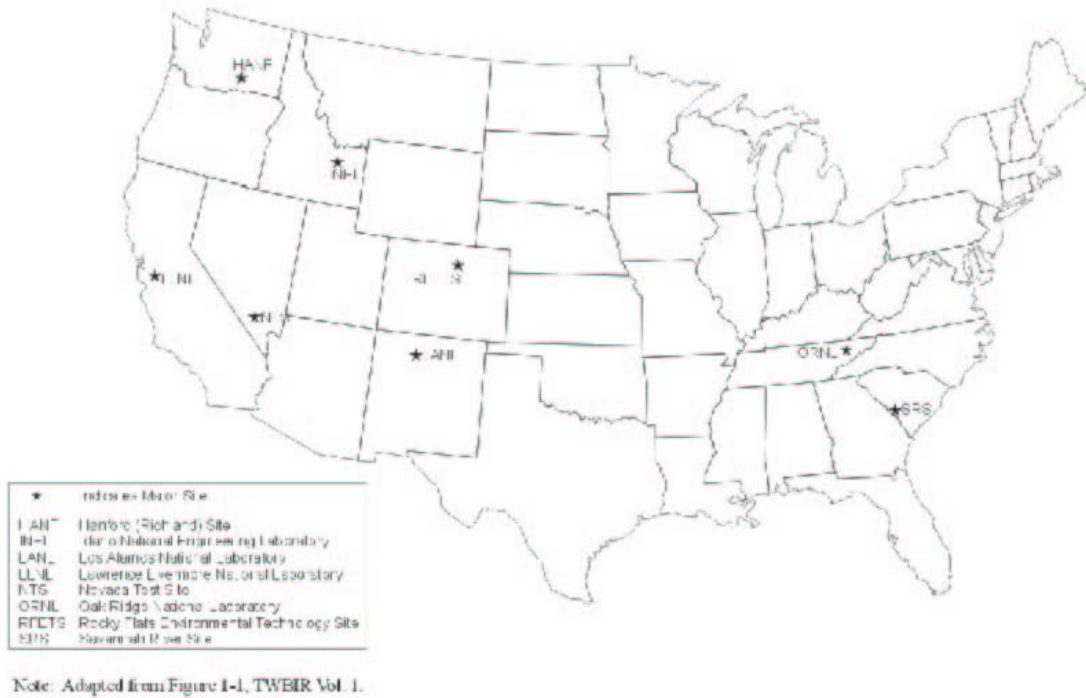 HANF
INEL
RFETS
LLNL
NTS
LANL
ORNL
SRS
★ Indicates Major Site
HANF Hanford (Richland) Site
INEL Idaho National Engineering Laboratory
LANL Los Alamos National Laboratory
LLNL Lawrence Livermore National Laboratory
NTS Nevada Test Site
ORNL Oak Ridge National Laboratory
RFETS Rocky Flats Environmental Technology Site
SRS Savannah River Site
Note: Adapted from Figure 1-1, TWBIR Vol. 1.